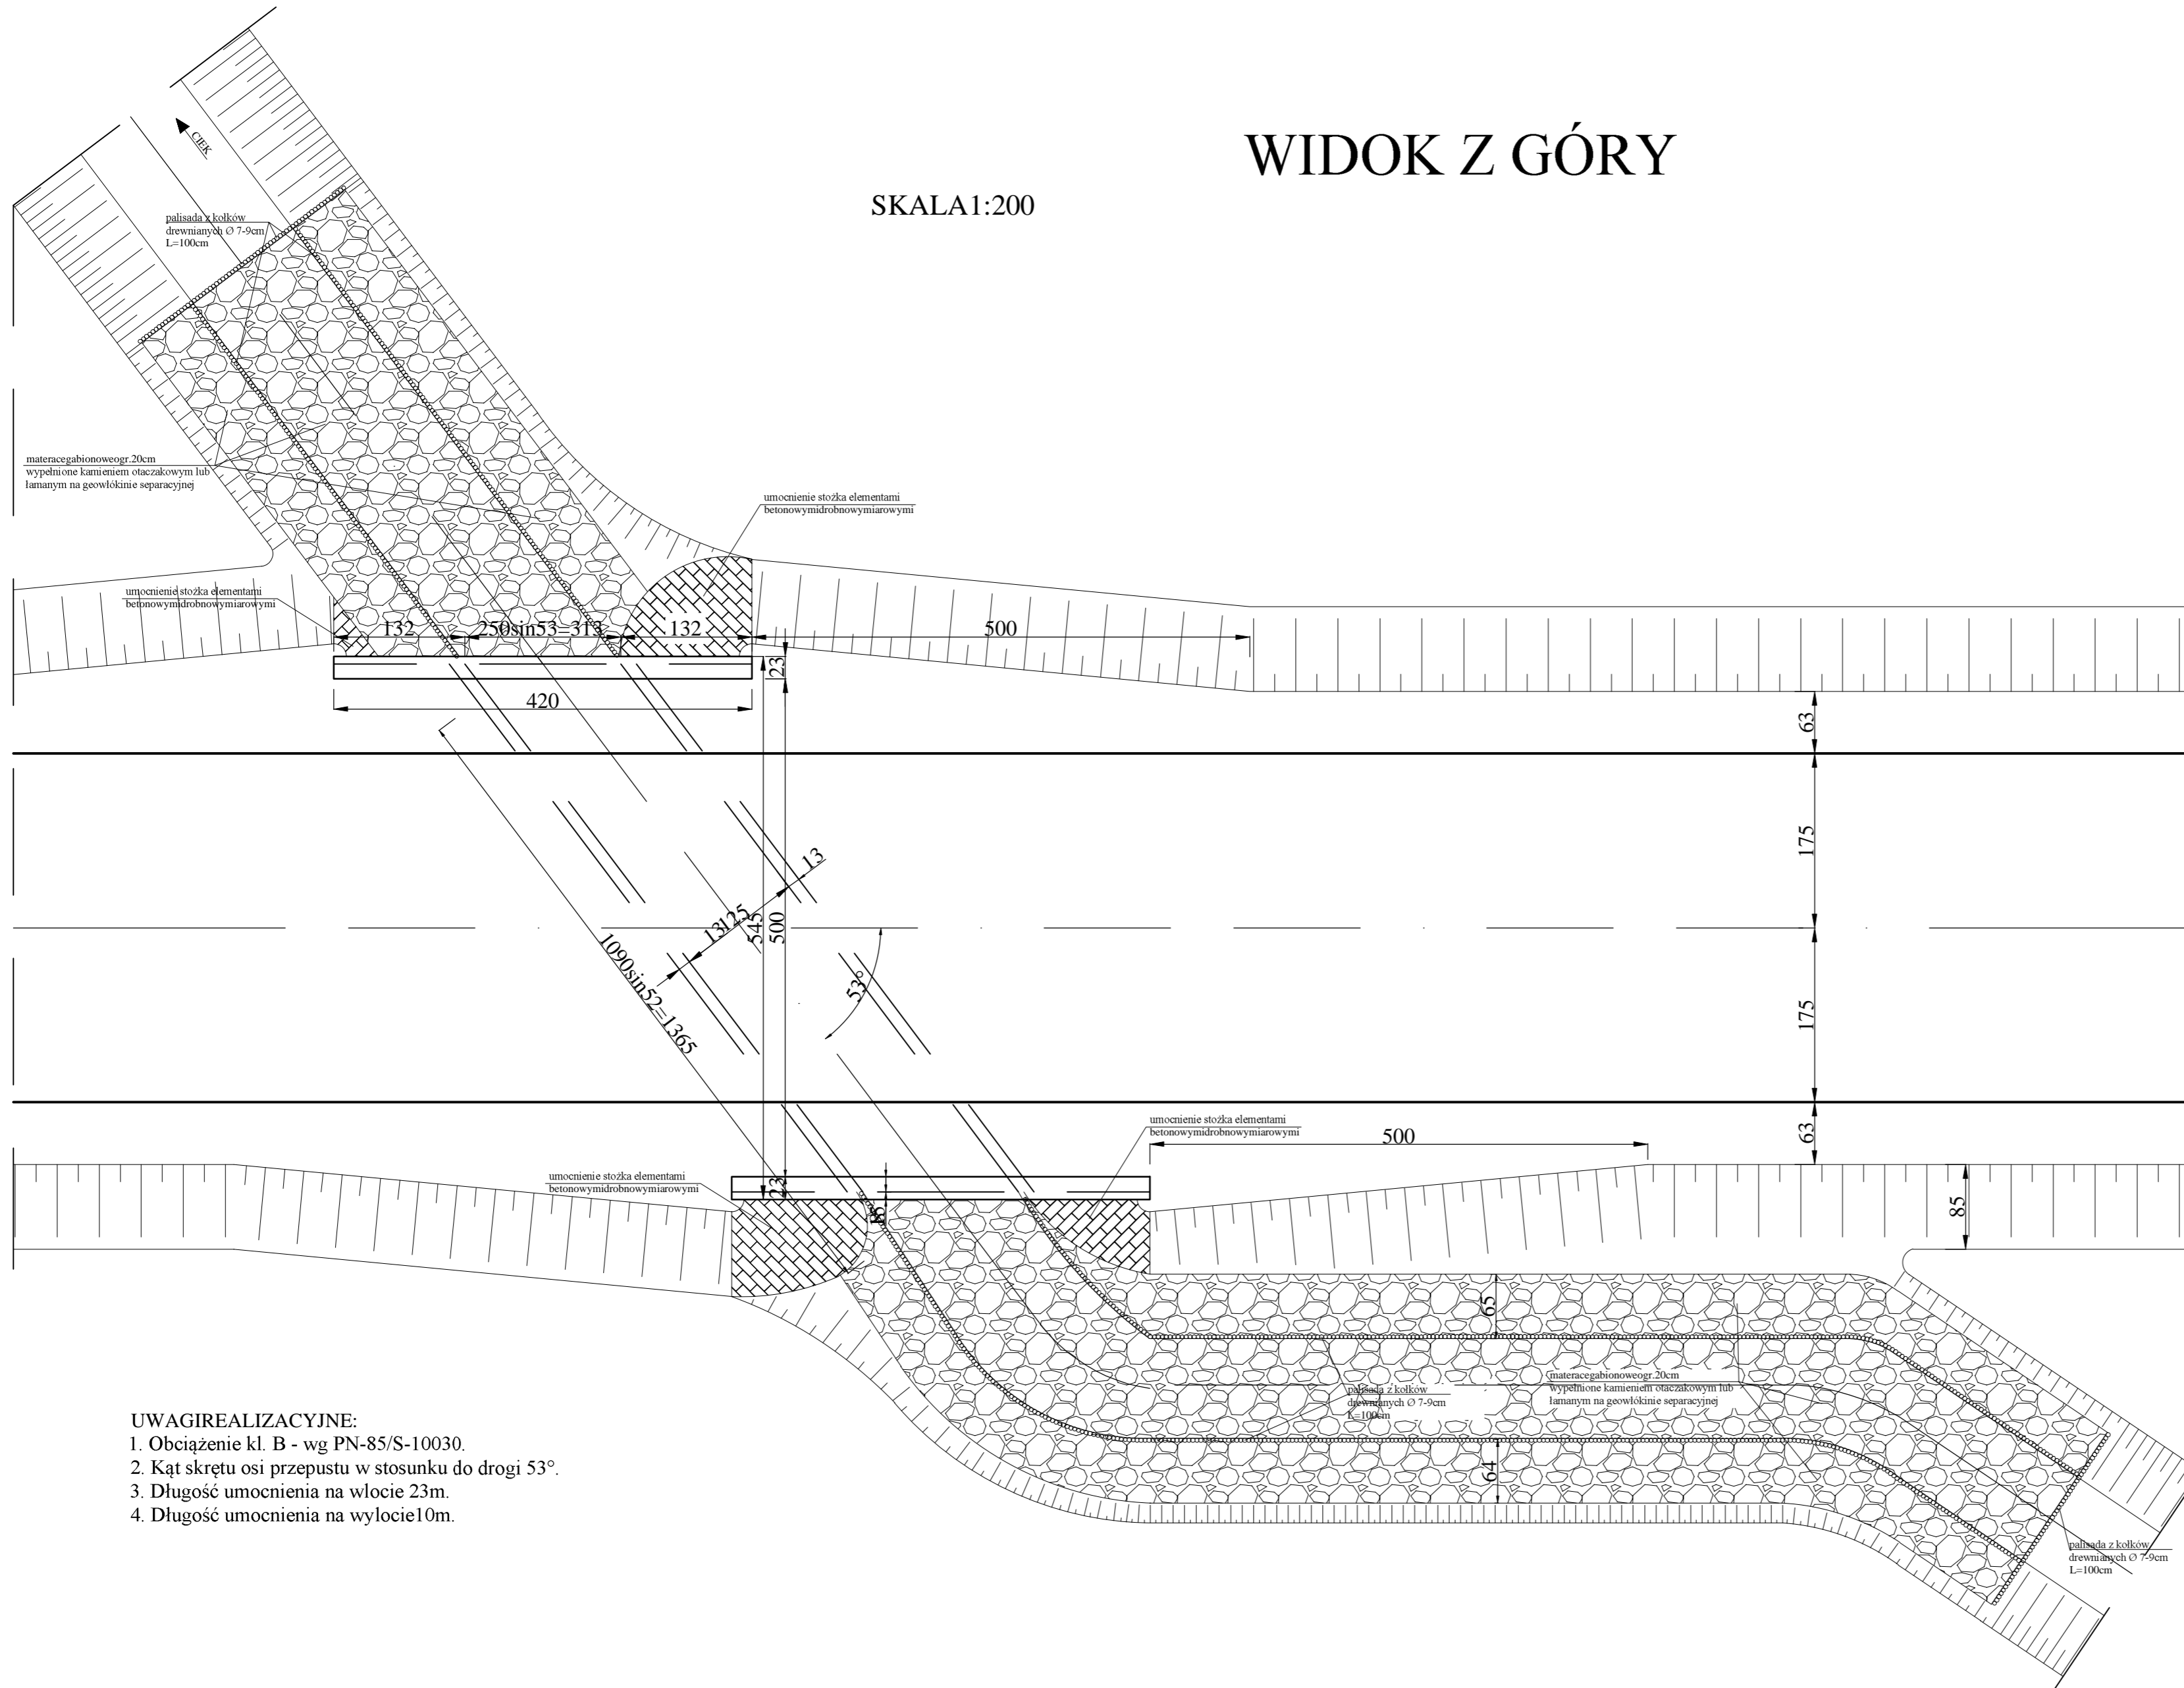 WIDOK Z GÓRY
SKALA1:200
CIEK
palisada z kołków
drewnianych Ø 7-9cm
L=100cm
materacegabionoweogr.20cm
wypełnione kamieniem otaczakowym lub
łamanym na geowłókinie separacyjnej
umocnienie stożka elementami
betonowymidrobnowymiarowymi
umocnienie stożka elementami
betonowymidrobnowymiarowymi
132
250sin53=313
132
500
23
420
63
175
13
13
125
545
500
53°
1090sin52=1365
175
63
umocnienie stożka elementami
betonowymidrobnowymiarowymi
500
umocnienie stożka elementami
betonowymidrobnowymiarowymi
23
85
65
materacegabionoweogr.20cm
wypełnione kamieniem otaczakowym lub
łamanym na geowłókinie separacyjnej
palisada z kołków
drewnianych Ø 7-9cm
L=100cm
64
palisada z kołków
drewnianych Ø 7-9cm
L=100cm
UWAGIREALIZACYJNE:
1. Obciążenie kl. B - wg PN-85/S-10030.
2. Kąt skrętu osi przepustu w stosunku do drogi 53°.
3. Długość umocnienia na wlocie 23m.
4. Długość umocnienia na wylocie10m.